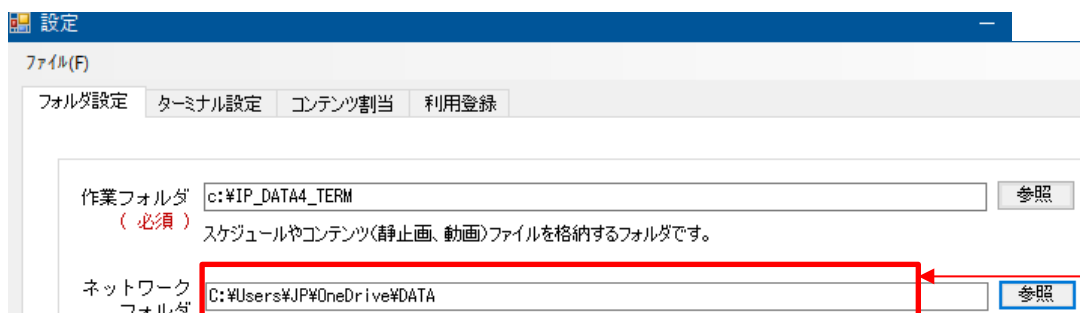 設定
ファイル(F)
フォルダ設定 ターミナル設定 コンテンツ割当 利用登録
作業フォルダ c:¥IP_DATA4_TERM 参照
( 必須 )
スケジュールやコンテンツ(静止画、動画)ファイルを格納するフォルダです。
ネットワーク
フォルダ C:¥Users¥JP¥OneDrive¥DATA 参照